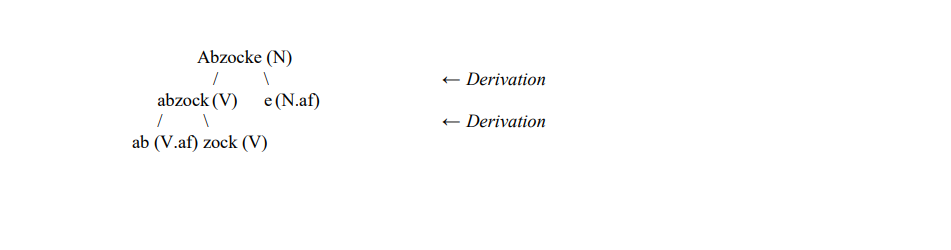 Abzocke (N)
/ \ ← Derivation
abzock (V) e (N.af)
/ \ ← Derivation
ab (V.af) zock (V)